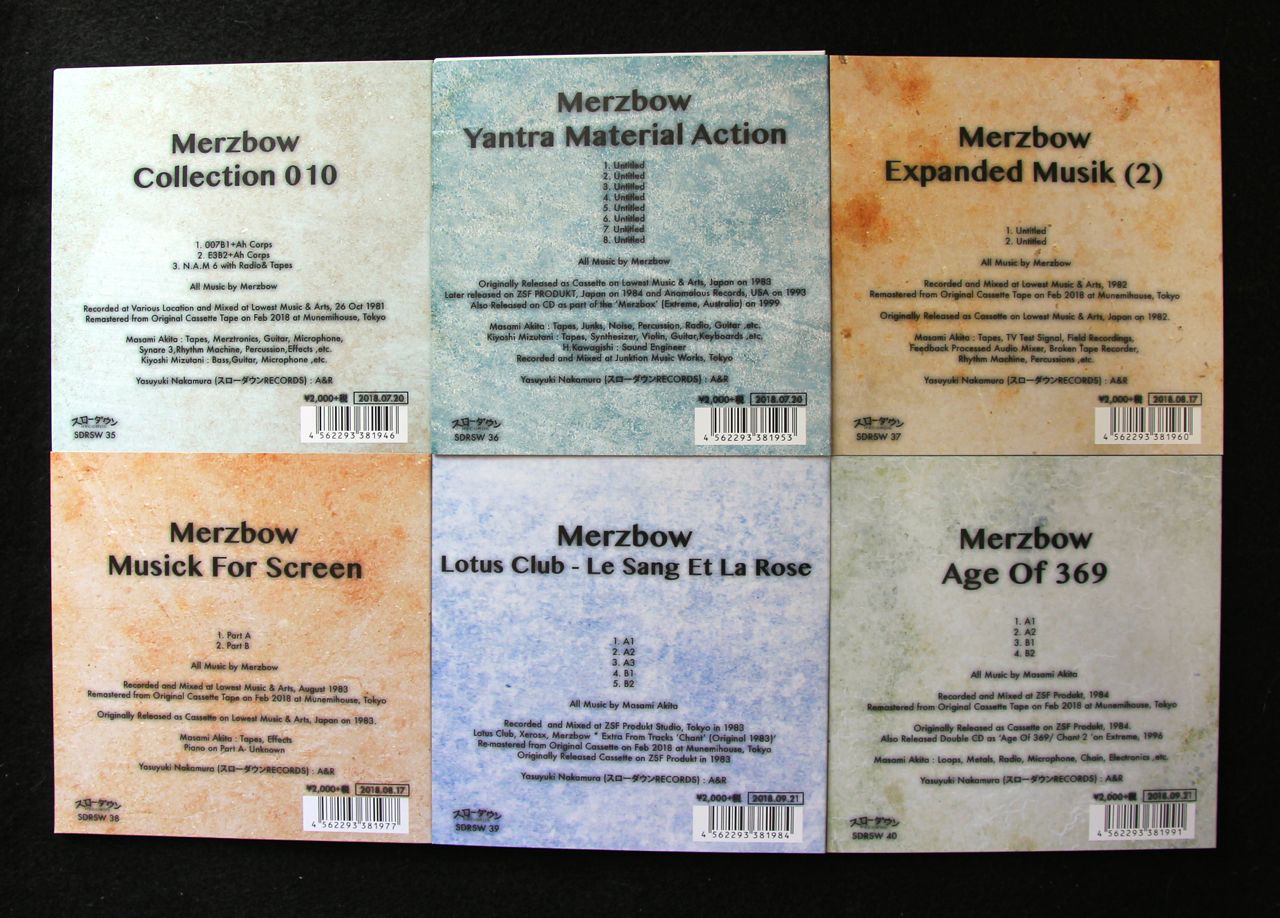 Merzbow
Collection 010
1. 007B1+Ah Corps
2. E3B2+Ah Corps
3. N.A.M 6 with Radio& Tapes
All Music by Merzbow
Recorded at Various Location and Mixed at Lowest Music & Arts, 26 Oct 1981
Remastered from Original Cassette Tape on Feb 2018 at Munemihouse, Tokyo
Masami Akita : Tapes, Merztronics, Guitar, Microphone,
Synare 3,Rhythm Machine, Percussion,Effects ,etc.
Kiyoshi Mizutani : Bass,Guitar, Microphone ,etc.
Yasuyuki Nakamura (スローダウンRECORDS) : A&R
¥2,000+税 2018.07.20
スローダウン
SDRSW 35
4 562293 381946
Merzbow
Yantra Material Action
1. Untitled
2. Untitled
3. Untitled
4. Untitled
5. Untitled
6. Untitled
7. Untitled
8. Untitled
All Music by Merzbow
Originally Released as Cassette on Lowest Music & Arts, Japan on 1983
Later released on ZSF PRODUKT, Japan on 1984 and Anomalous Records, USA on 1993
Also Released on CD as part of the 'Merzbox' (Extreme, Australia) on 1999
Masami Akita : Tapes, Junks, Noise, Percussion, Radio, Guitar ,etc.
Kiyoshi Mizutani : Tapes, Synthesizer, Violin, Guitar,Keyboards ,etc.
H.Kawagishi : Seund Engineer
Recorded and Mixed at Junktion Music Works, Tokyo
Yasuyuki Nakamura (スローダウンRECORDS) : A&R
¥2,000+税 2018.07.20
スローダウン
SDRSW 36
4 562293 381953
Merzbow
Expanded Musik (2)
1. Untitled
2. Untitled
All Music by Merzbow
Recorded and Mixed at Lowest Music & Arts, 1982
Remastered from Original Cassette Tape on Feb 2018 at Munemihouse, Tokyo
Originally Released as Cassette on Lowest Music & Arts, Japan on 1982.
Masami Akita : Tapes, TV Test Signal, Field Recordings,
Feedback Processed Audio Mixer, Broken Tape Recorder,
Rhythm Machine, Percussions ,etc.
Yasuyuki Nakamura (スローダウンRECORDS) : A&R
¥2,000+税 2018.08.17
スローダウン
SDRSW 37
4 562293 381960
Merzbow
Musick For Screen
1. Part A
2. Part B
All Music by Merzbow
Recorded and Mixed at Lowest Music & Arts, August 1983
Remastered from Original Cassette Tape on Feb 2018 at Munemihouse, Tokyo
Originally Released as Cassette on Lowest Music & Arts, Japan on 1983.
Masami Akita : Tapes, Effects
Piano on Part A- Unknown
Yasuyuki Nakamura (スローダウンRECORDS) : A&R
¥2,000+税 2018.08.17
スローダウン
SDRSW 38
4 562293 381977
Merzbow
Lotus Club - Le Sang Et La Rose
1. A1
2. A2
3. A3
4. B1
5. B2
All Music by Masami Akita
Recorded and Mixed at ZSF Produkt Studio, Tokyo in 1983
Lotus Club, Xerosx, Merzbow * Extra From Tracks 'Chant' (Original 1983)'
Remastered from Original Cassette on Feb 2018 at Munemihouse, Tokyo
Originally Released Cassette on ZSF Produkt in 1983
Yasuyuki Nakamura (スローダウンRECORDS) : A&R
¥2,000+税 2018.09.21
スローダウン
SDRSW 39
4 562293 381984
Merzbow
Age Of 369
1. A1
2. A2
3. B1
4. B2
All Music by Masami Akita
Recorded and Mixed at ZSF Produkt, 1984
Remastered from Original Cassette Tape on Feb 2018 at Munemihouse, Tokyo
Originally Released as Cassette on ZSF Produkt, 1984.
Also Released Double CD as 'Age Of 369/ Chant 2 'on Extreme, 1996
Masami Akita : Loops, Metals, Radio, Microphone, Chain, Electronics ,etc.
Yasuyuki Nakamura (スローダウンRECORDS) : A&R
¥2,000+税 2018.09.21
スローダウン
SDRSW 40
4 562293 381991